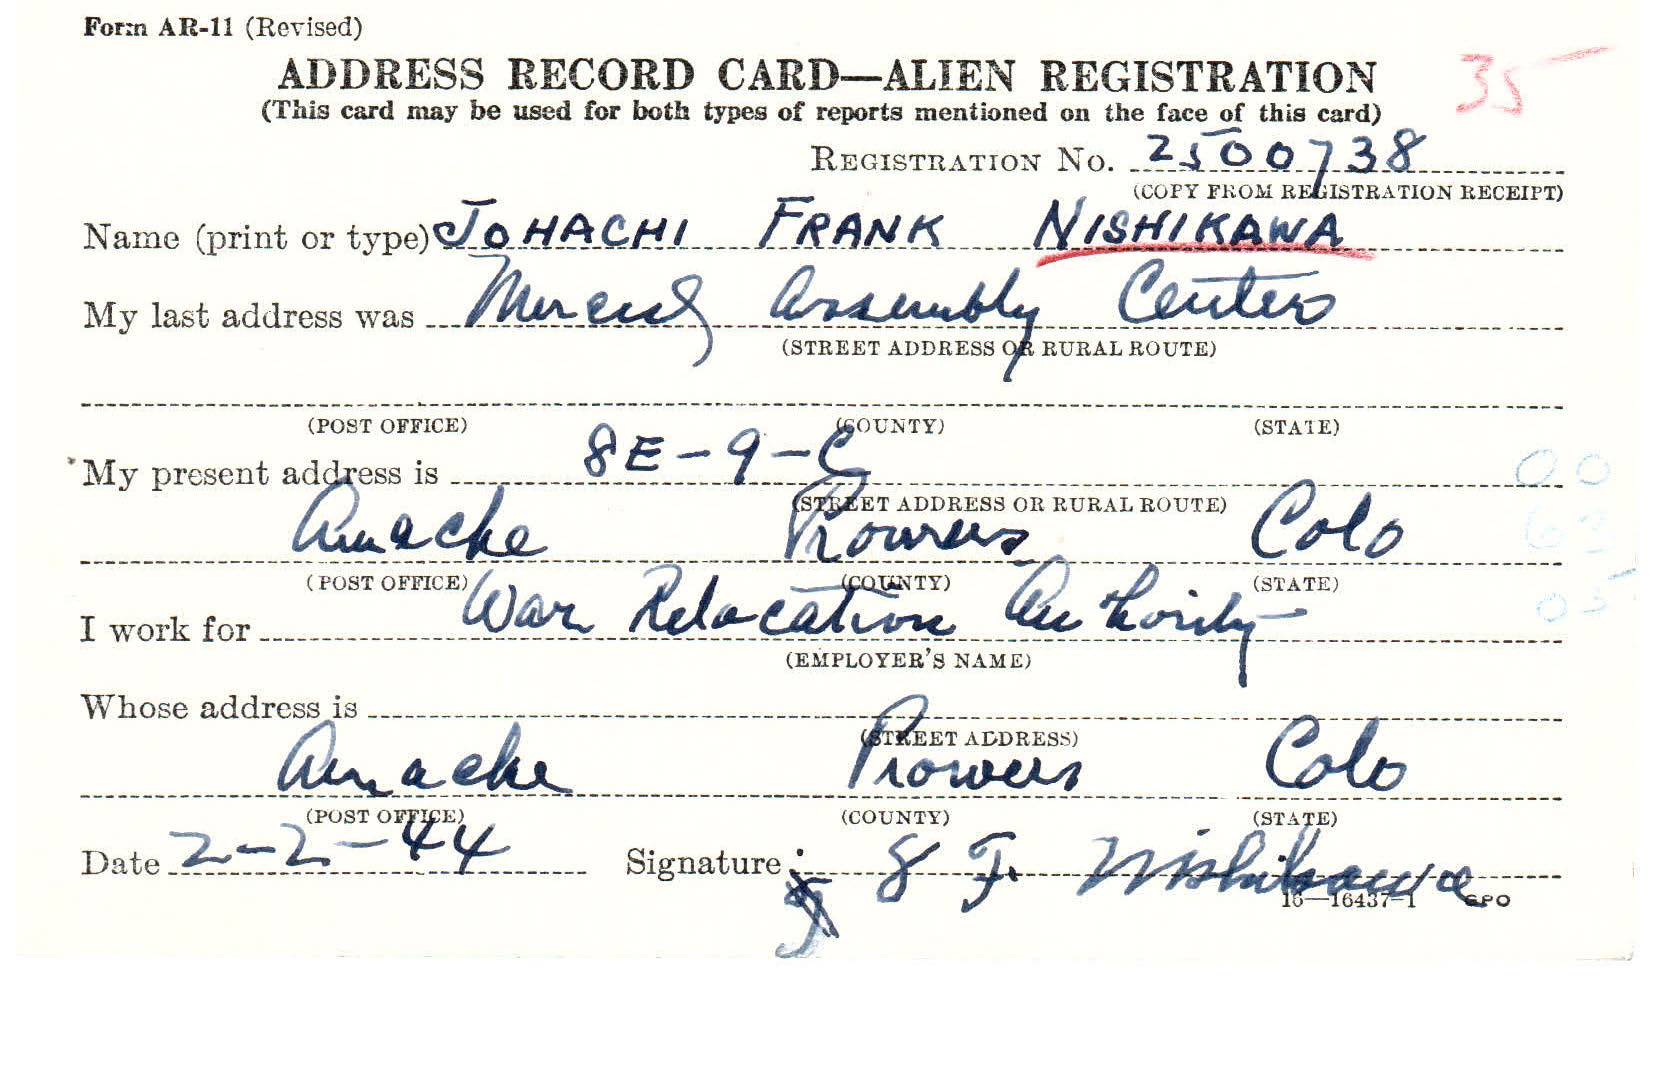 Form AR-11 (Revised)
ADDRESS RECORD CARD—ALIEN REGISTRATION
35
(This card may be used for both types of reports mentioned on the face of this card)
REGISTRATION No. 2500738
(COPY FROM REGISTRATION RECEIPT)
Name (print or type) JOHACHI FRANK NISHIKAWA
My last address was Merced Assembly Center
(STREET ADDRESS OR RURAL ROUTE)
(POST OFFICE) (COUNTY) (STATE)
My present address is 8E-9-C
(STREET ADDRESS OR RURAL ROUTE)
Amache Prowers Colo
(POST OFFICE) (COUNTY) (STATE)
I work for War Relocation Authority
(EMPLOYER'S NAME)
Whose address is
(STREET ADDRESS)
Amache Prowers Colo
(POST OFFICE) (COUNTY) (STATE)
Date 2-2-44 Signature J F. Nishikawa
16—16437-1 GPO